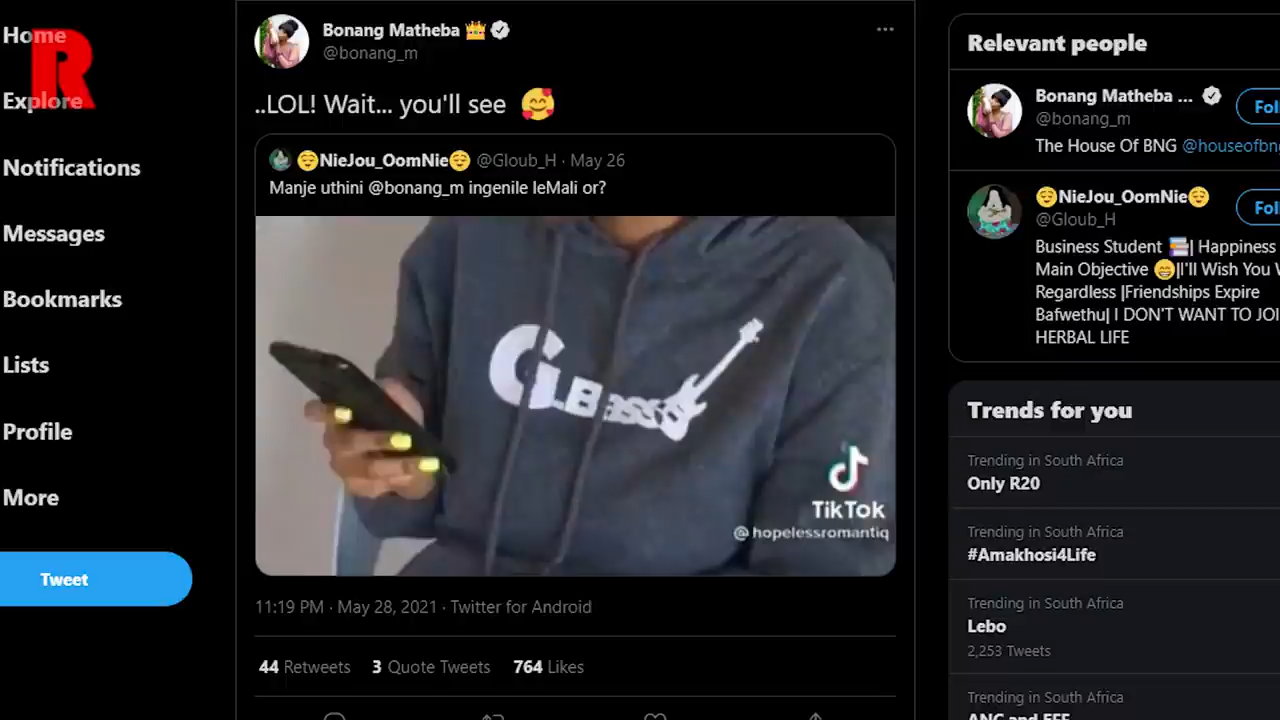 Home
Explore
R
Notifications
Messages
Bookmarks
Lists
Profile
More
Tweet
Bonang Matheba 👑
@bonang_m
..LOL! Wait... you'll see 🥰
😌NieJou_OomNie😌 @Gloub_H · May 26
Manje uthini @bonang_m ingenile leMali or?
GLBass
TikTok
@hopelessromantiq
11:19 PM · May 28, 2021 · Twitter for Android
44 Retweets 3 Quote Tweets 764 Likes
Relevant people
Bonang Matheba ...
@bonang_m
Fol
The House Of BNG @houseofbng
😌NieJou_OomNie😌
@Gloub_H
Fol
Business Student 📚| Happiness
Main Objective 😁|I'll Wish You W
Regardless |Friendships Expire
Bafwethu| I DON'T WANT TO JOI
HERBAL LIFE
Trends for you
Trending in South Africa
Only R20
Trending in South Africa
#Amakhosi4Life
Trending in South Africa
Lebo
2,253 Tweets
Trending in South Africa
ANC and EFF